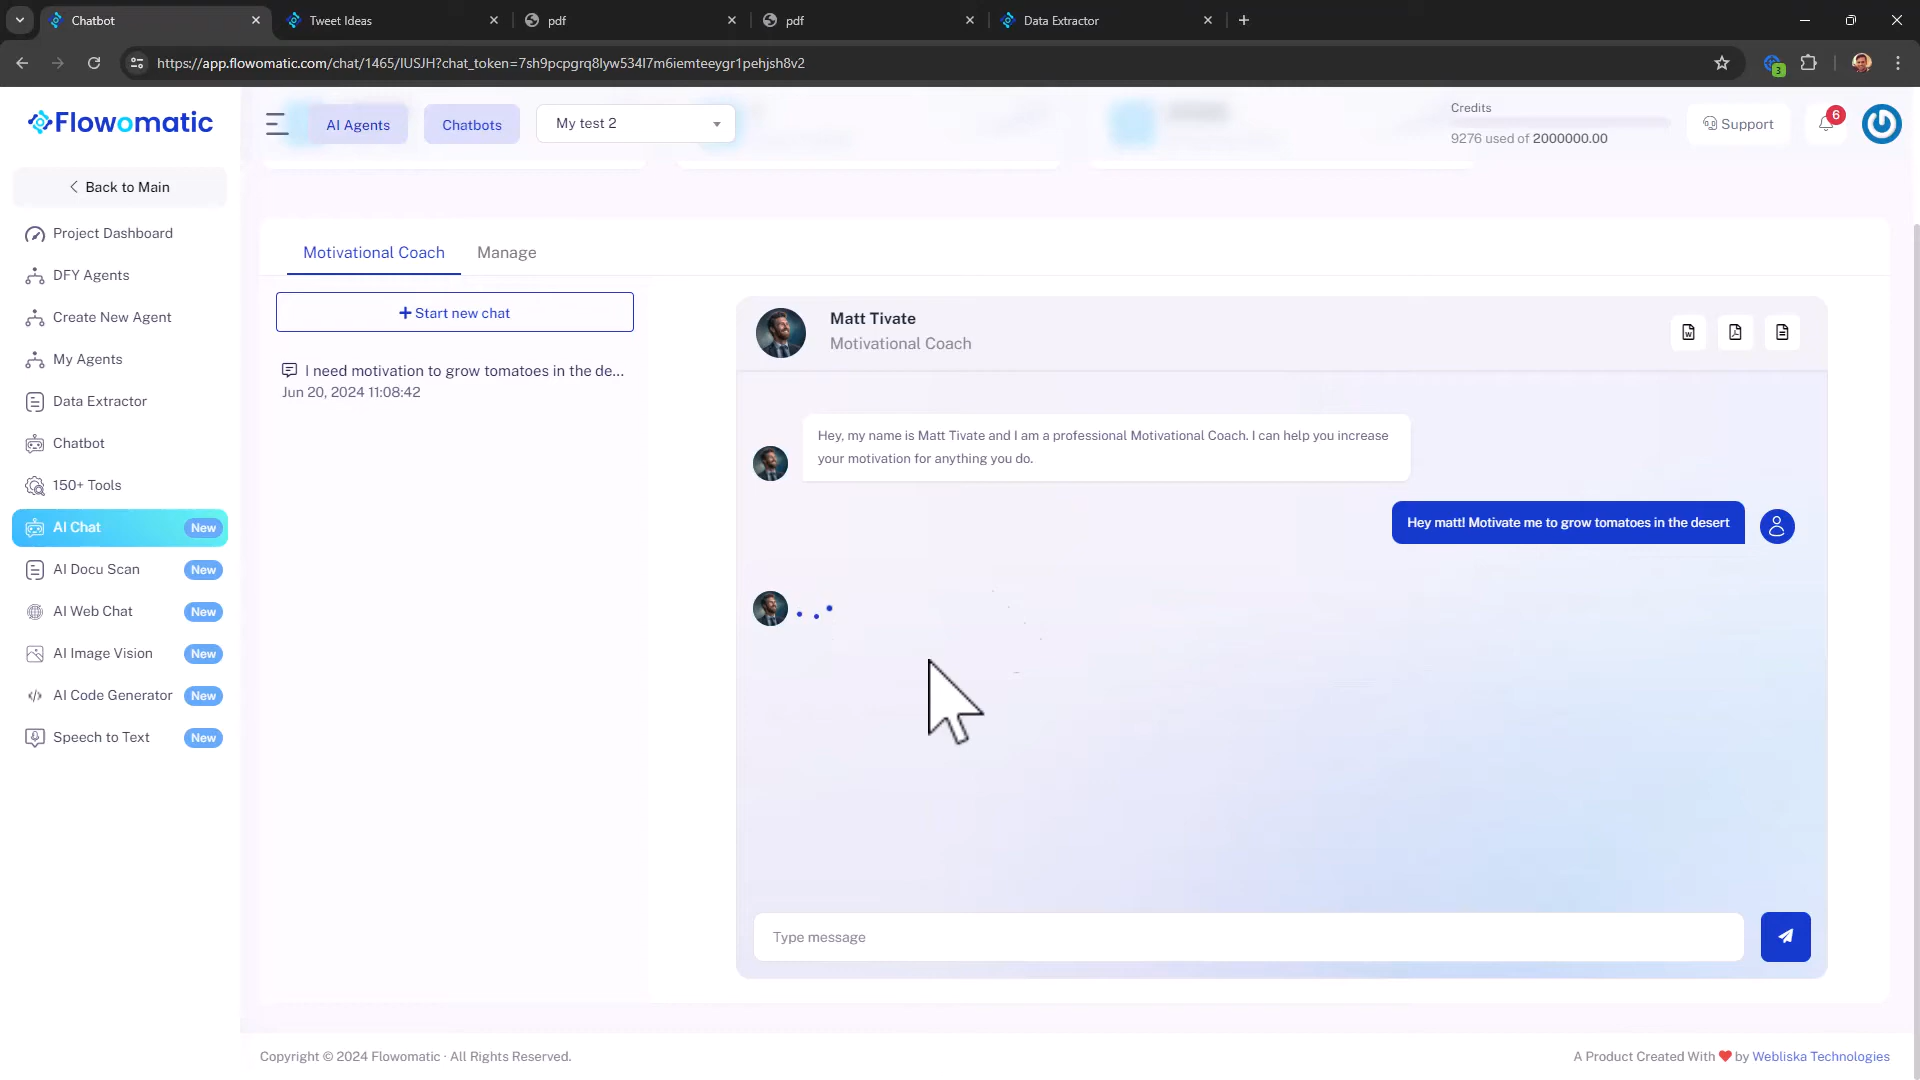 Chatbot
Tweet Ideas
pdf
pdf
Data Extractor
https://app.flowomatic.com/chat/1465/IUSJH?chat_token=7sh9pcpgrq8lyw534l7m6iemteeygr1pehjsh8v2
3
Flowomatic
AI Agents
Chatbots
My test 2
Credits
9276 used of 2000000.00
Support
6
Back to Main
Project Dashboard
DFY Agents
Create New Agent
My Agents
Data Extractor
Chatbot
150+ Tools
AI Chat New
AI Docu Scan New
AI Web Chat New
AI Image Vision New
AI Code Generator New
Speech to Text New
Motivational Coach
Manage
+ Start new chat
I need motivation to grow tomatoes in the de...
Jun 20, 2024 11:08:42
Matt Tivate
Motivational Coach
Hey, my name is Matt Tivate and I am a professional Motivational Coach. I can help you increase
your motivation for anything you do.
Hey matt! Motivate me to grow tomatoes in the desert
Type message
Copyright © 2024 Flowomatic · All Rights Reserved.
A Product Created With ❤ by Webliska Technologies